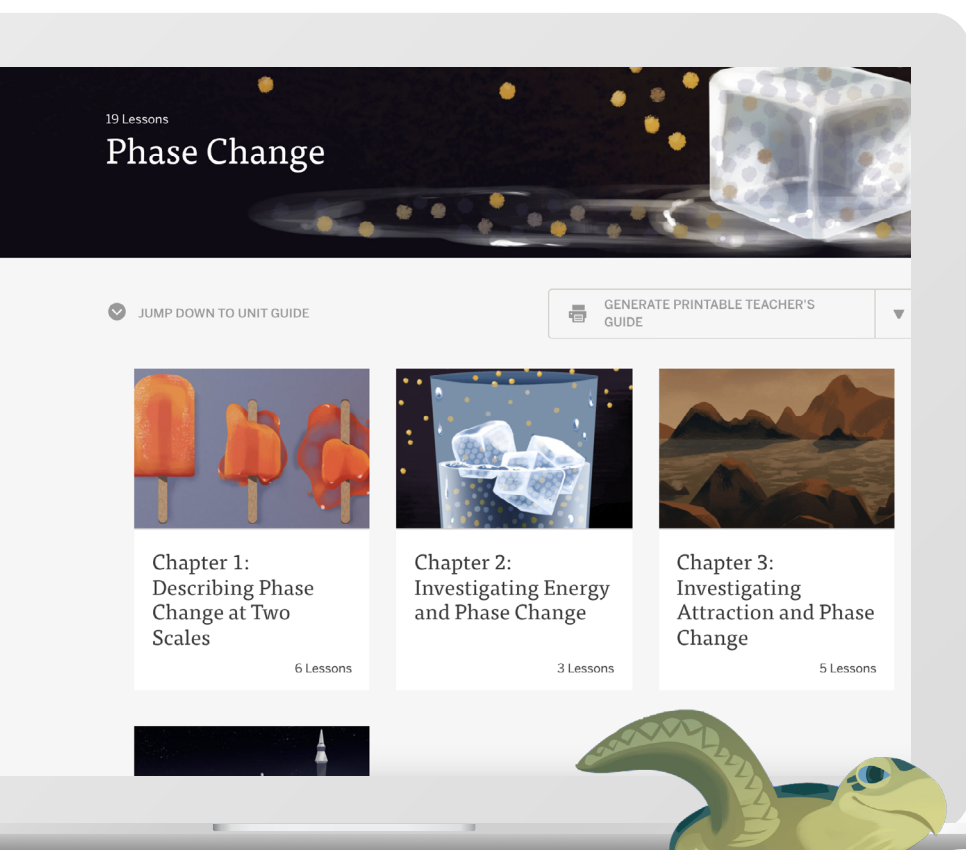 19 Lessons
Phase Change
JUMP DOWN TO UNIT GUIDE
GENERATE PRINTABLE TEACHER'S
GUIDE
Chapter 1:
Describing Phase
Change at Two
Scales
6 Lessons
Chapter 2:
Investigating Energy
and Phase Change
3 Lessons
Chapter 3:
Investigating
Attraction and Phase
Change
5 Lessons